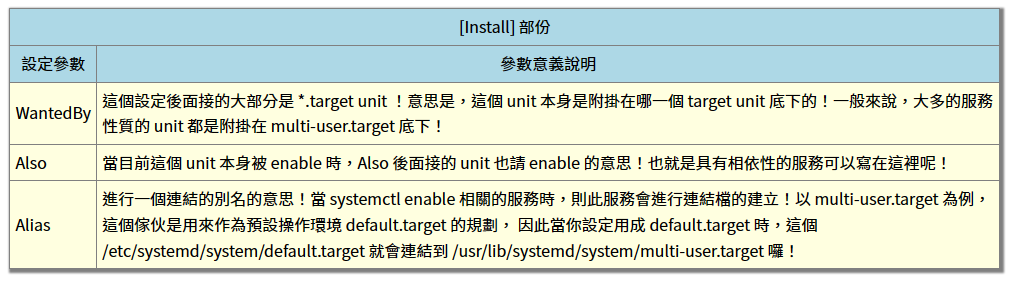 [Install] 部份
設定參數
參數意義說明
WantedBy
這個設定後面接的大部分是 *.target unit ！意思是，這個 unit 本身是附掛在哪一個 target unit 底下的！一般來說，大多的服務
性質的 unit 都是附掛在 multi-user.target 底下！
Also
當目前這個 unit 本身被 enable 時，Also 後面接的 unit 也請 enable 的意思！也就是具有相依性的服務可以寫在這裡呢！
Alias
進行一個連結的別名的意思！當 systemctl enable 相關的服務時，則此服務會進行連結檔的建立！以 multi-user.target 為例，
這個傢伙是用來作為預設操作環境 default.target 的規劃， 因此當你設定用成 default.target 時，這個
/etc/systemd/system/default.target 就會連結到 /usr/lib/systemd/system/multi-user.target 囉！